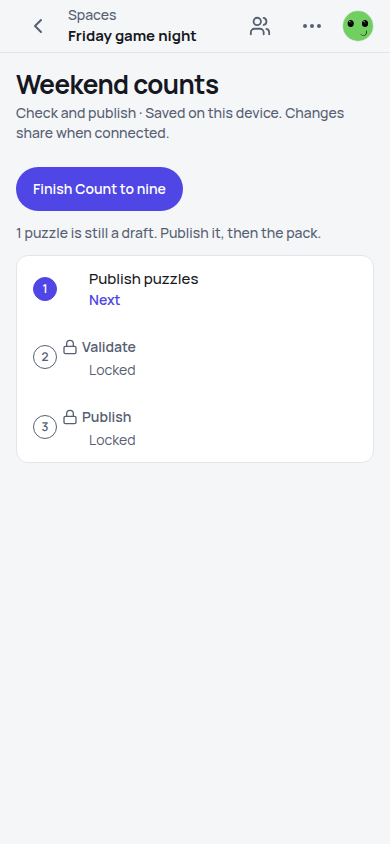 Spaces
Friday game night
Weekend counts
Check and publish · Saved on this device. Changes
share when connected.
Finish Count to nine
1 puzzle is still a draft. Publish it, then the pack.
1
Publish puzzles
Next
2
Validate
Locked
3
Publish
Locked